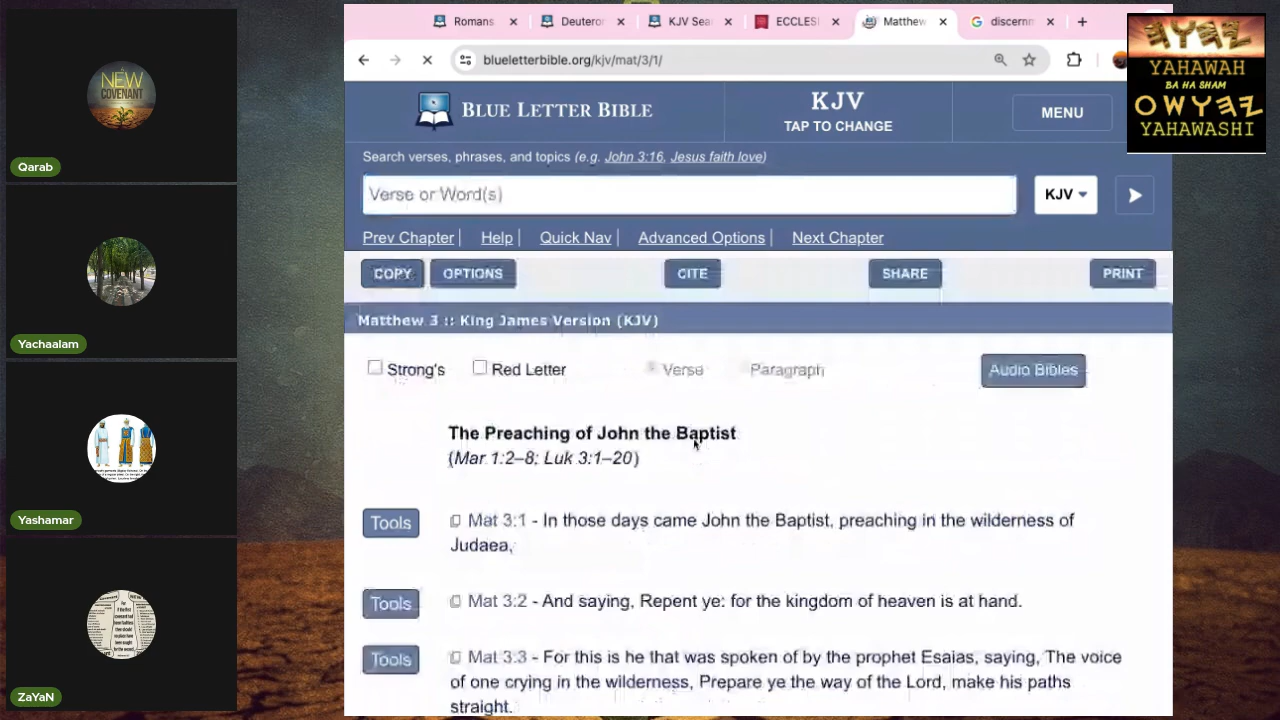 NEW
COVENANT
Qarab
Yachaalam
Yashamar
ZaYaN
Romans
Deuteron
KJV Sea
ECCLESI
Matthew
discernm
blueletterbible.org/kjv/mat/3/1/
BLUE LETTER BIBLE
KJV
TAP TO CHANGE
MENU
Search verses, phrases, and topics (e.g. John 3:16, Jesus faith love)
Verse or Word(s)
KJV
Prev Chapter | Help | Quick Nav | Advanced Options | Next Chapter
COPY OPTIONS CITE SHARE PRINT
Matthew 3 :: King James Version (KJV)
Strong's Red Letter Verse Paragraph Audio Bibles
The Preaching of John the Baptist
(Mar 1:2–8; Luk 3:1–20)
Tools Mat 3:1 - In those days came John the Baptist, preaching in the wilderness of
Judaea,
Tools Mat 3:2 - And saying, Repent ye: for the kingdom of heaven is at hand.
Tools Mat 3:3 - For this is he that was spoken of by the prophet Esaias, saying, The voice
of one crying in the wilderness, Prepare ye the way of the Lord, make his paths
straight.
YAHAWAH
BA HA SHAM
YAHAWASHI